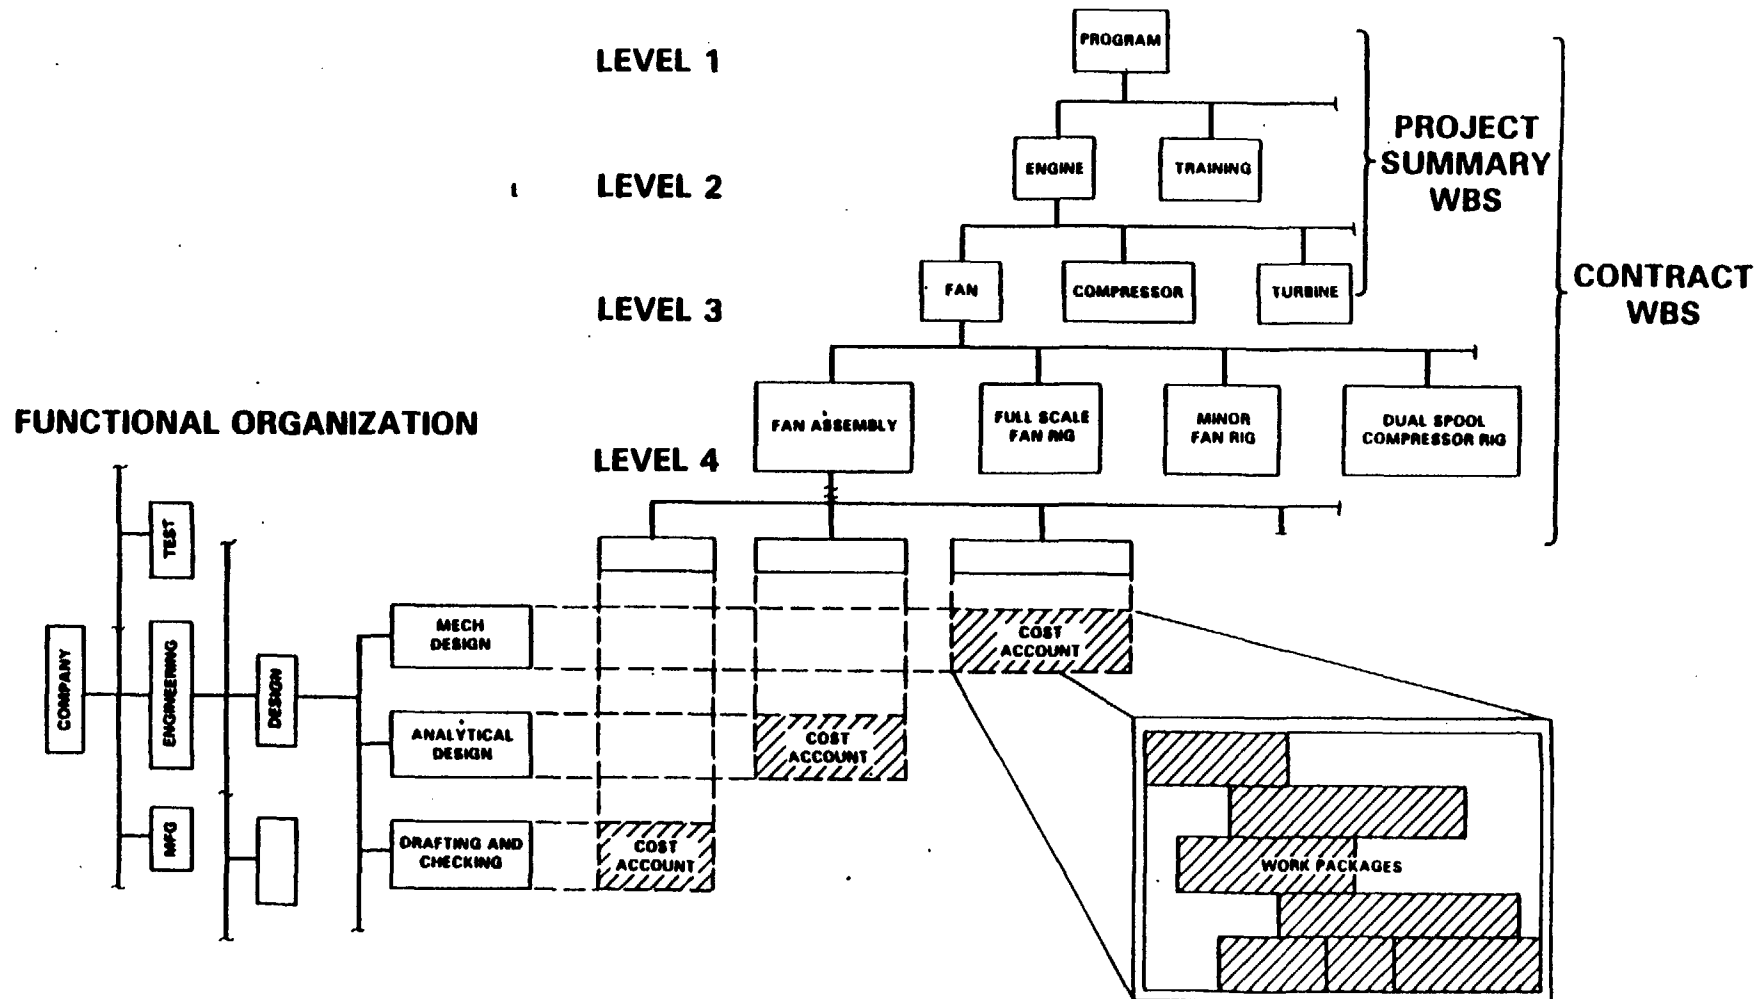 PROGRAM
LEVEL 1
PROJECT
SUMMARY
WBS
ENGINE
TRAINING
LEVEL 2
CONTRACT
WBS
FAN
COMPRESSOR
TURBINE
LEVEL 3
FAN ASSEMBLY
FULL SCALE
FAN RIG
MINOR
FAN RIG
DUAL SPOOL
COMPRESSOR RIG
LEVEL 4
FUNCTIONAL ORGANIZATION
TEST
COMPANY
ENGINEERING
DESIGN
MFG
MECH
DESIGN
COST
ACCOUNT
ANALYTICAL
DESIGN
COST
ACCOUNT
DRAFTING AND
CHECKING
COST
ACCOUNT
WORK PACKAGES